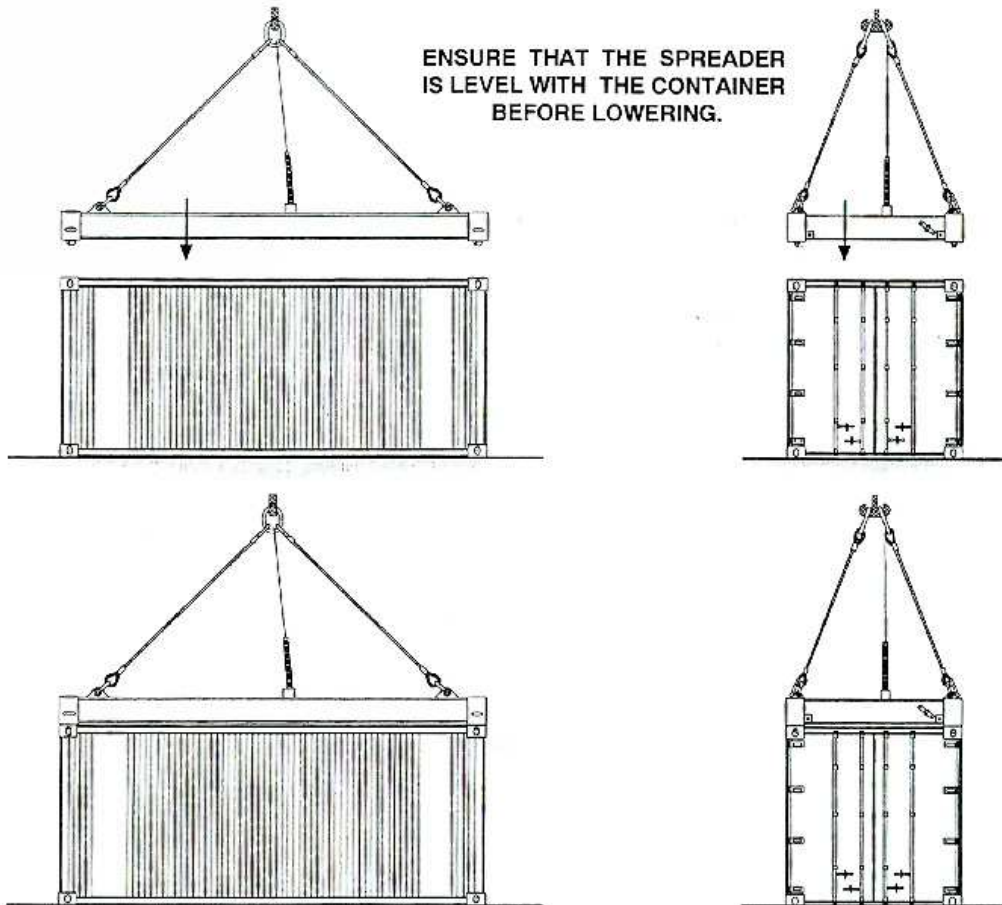 ENSURE THAT THE SPREADER
IS LEVEL WITH THE CONTAINER
BEFORE LOWERING.